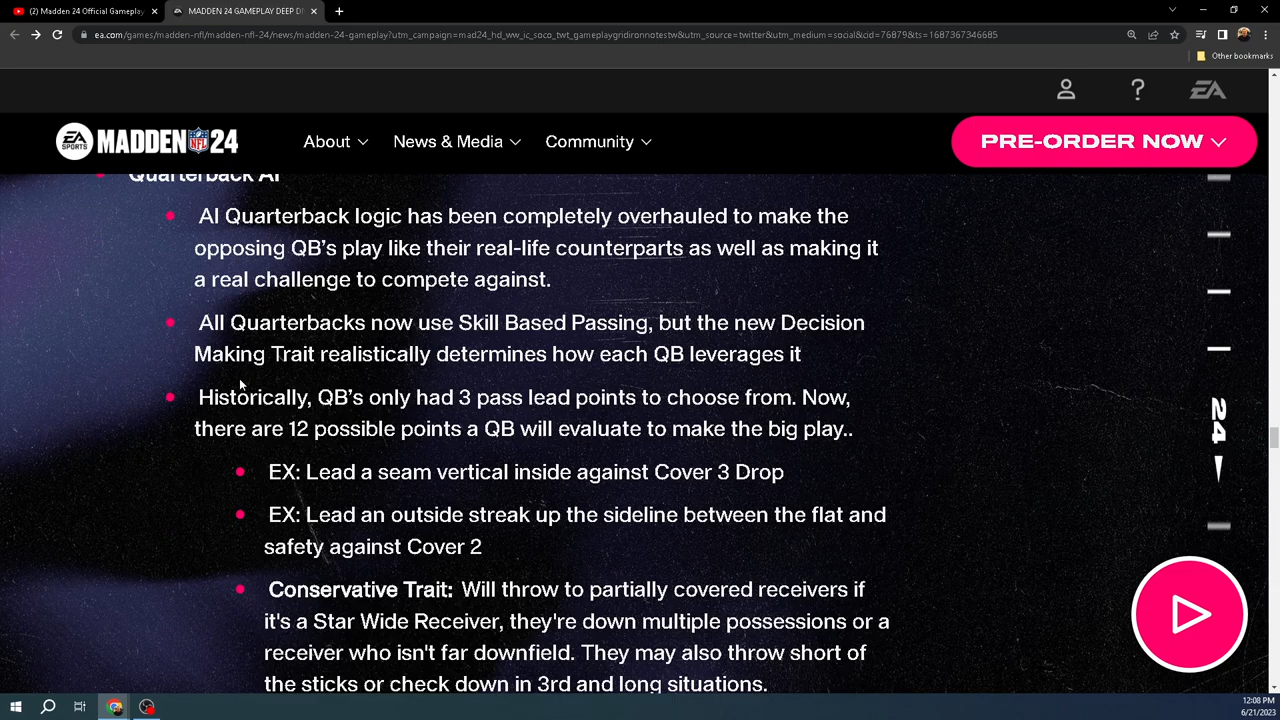 (2) Madden 24 Official Gameplay
MADDEN 24 GAMEPLAY DEEP DI
ea.com/games/madden-nfl/madden-nfl-24/news/madden-24-gameplay?utm_campaign=mad24_hd_ww_ic_soco_twt_gameplaygridironnotestw&utm_source=twitter&utm_medium=social&cid=76879&ts=1687367346685
Other bookmarks
EA
EA SPORTS MADDEN NFL 24
About
News & Media
Community
PRE-ORDER NOW
Quarterback AI
AI Quarterback logic has been completely overhauled to make the
opposing QB’s play like their real-life counterparts as well as making it
a real challenge to compete against.
All Quarterbacks now use Skill Based Passing, but the new Decision
Making Trait realistically determines how each QB leverages it
Historically, QB’s only had 3 pass lead points to choose from. Now,
there are 12 possible points a QB will evaluate to make the big play..
EX: Lead a seam vertical inside against Cover 3 Drop
EX: Lead an outside streak up the sideline between the flat and
safety against Cover 2
Conservative Trait: Will throw to partially covered receivers if
it's a Star Wide Receiver, they're down multiple possessions or a
receiver who isn't far downfield. They may also throw short of
the sticks or check down in 3rd and long situations.
24
12:08 PM
6/21/2023